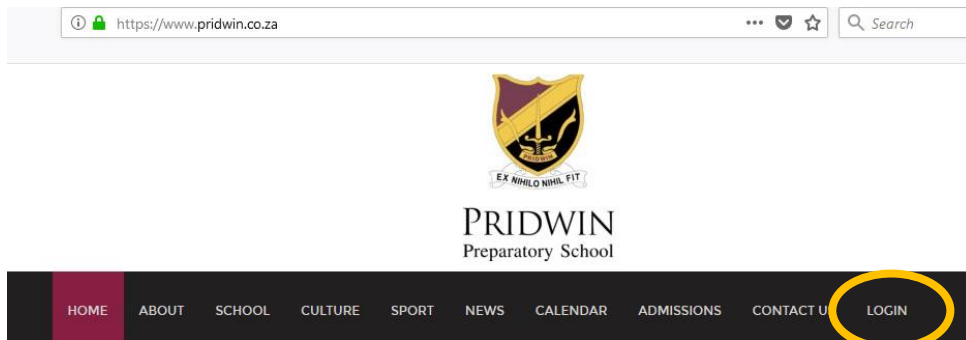 https://www.pridwin.co.za
Search
PRIDWIN
EX NIHILO NIHIL FIT
PRIDWIN
Preparatory School
HOME ABOUT SCHOOL CULTURE SPORT NEWS CALENDAR ADMISSIONS CONTACT U LOGIN